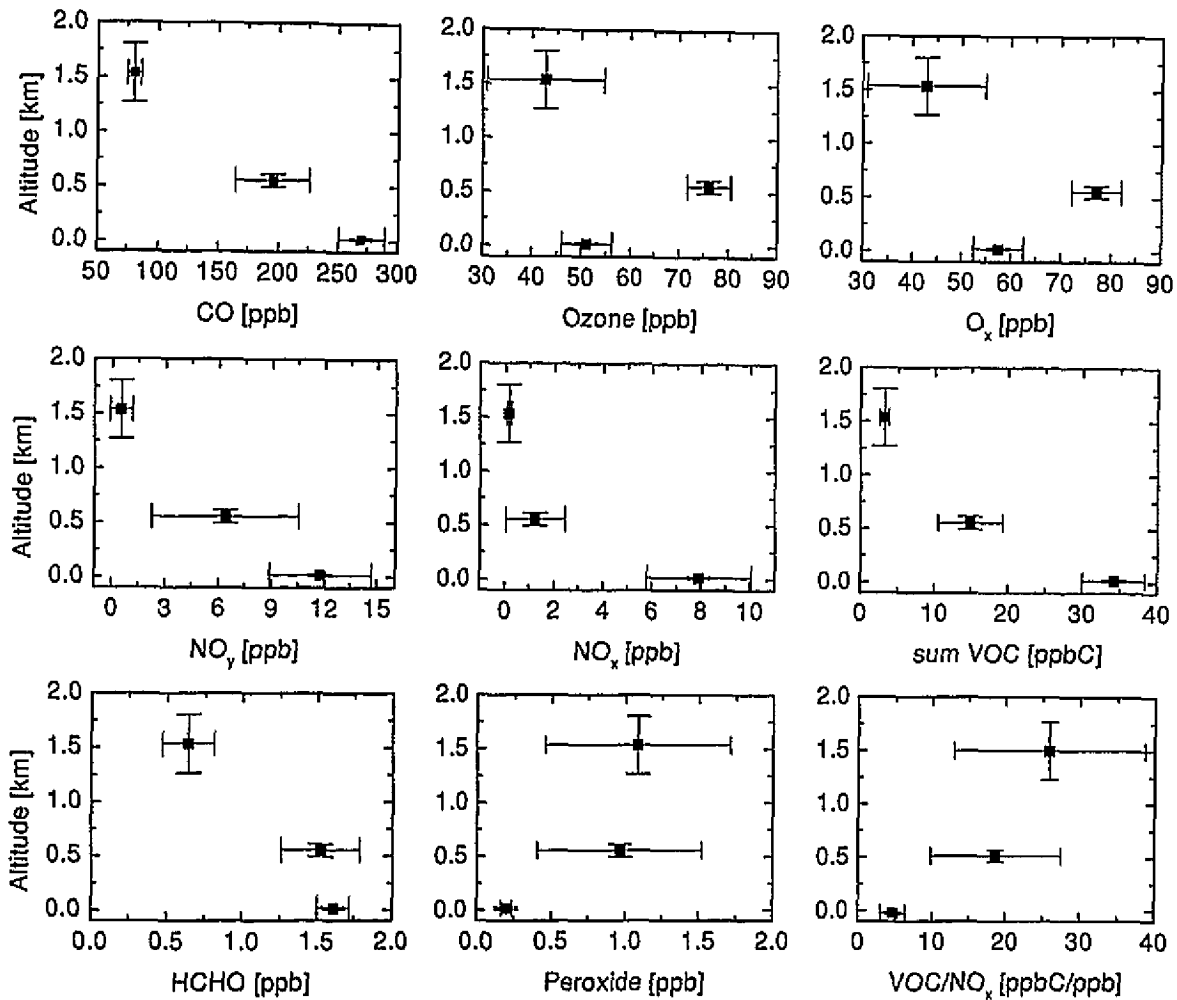 2.0
1.5
1.0
0.5
0.0
Altitude [km]
50 100 150 200 250 300
CO [ppb]
2.0
1.5
1.0
0.5
0.0
30 40 50 60 70 80 90
Ozone [ppb]
2.0
1.5
1.0
0.5
0.0
30 40 50 60 70 80 90
Oₓ [ppb]
2.0
1.5
1.0
0.5
0.0
Altitude [km]
0 3 6 9 12 15
NOy [ppb]
2.0
1.5
1.0
0.5
0.0
0 2 4 6 8 10
NOₓ [ppb]
2.0
1.5
1.0
0.5
0.0
0 10 20 30 40
sum VOC [ppbC]
2.0
1.5
1.0
0.5
0.0
Altitude [km]
0.0 0.5 1.0 1.5 2.0
HCHO [ppb]
2.0
1.5
1.0
0.5
0.0
0.0 0.5 1.0 1.5 2.0
Peroxide [ppb]
2.0
1.5
1.0
0.5
0.0
0 10 20 30 40
VOC/NOₓ [ppbC/ppb]